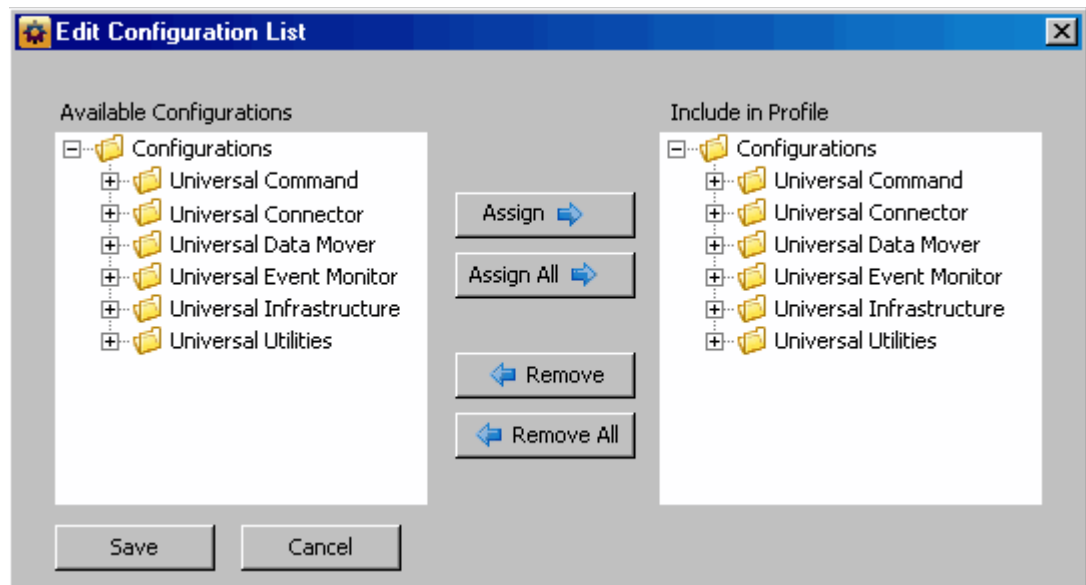 Edit Configuration List
Available Configurations
Configurations
Universal Command
Universal Connector
Universal Data Mover
Universal Event Monitor
Universal Infrastructure
Universal Utilities
Assign
Assign All
Remove
Remove All
Include in Profile
Configurations
Universal Command
Universal Connector
Universal Data Mover
Universal Event Monitor
Universal Infrastructure
Universal Utilities
Save
Cancel